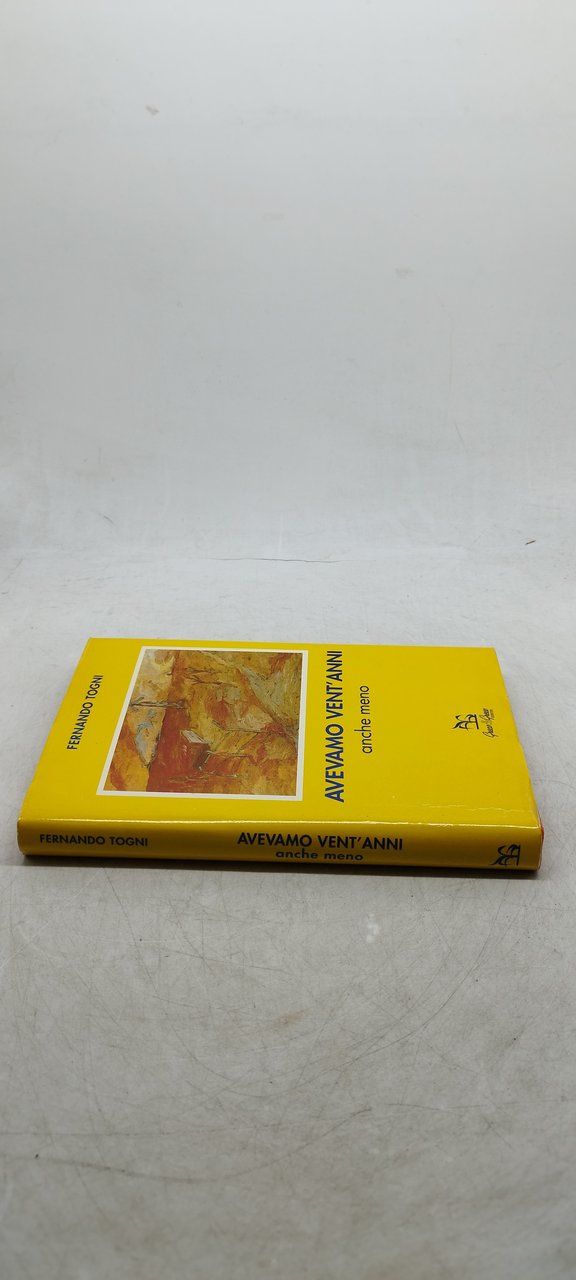 FERNANDO TOGNI
AVEVAMO VENT'ANNI
anche meno
FERNANDO TOGNI
AVEVAMO VENT'ANNI
anche meno